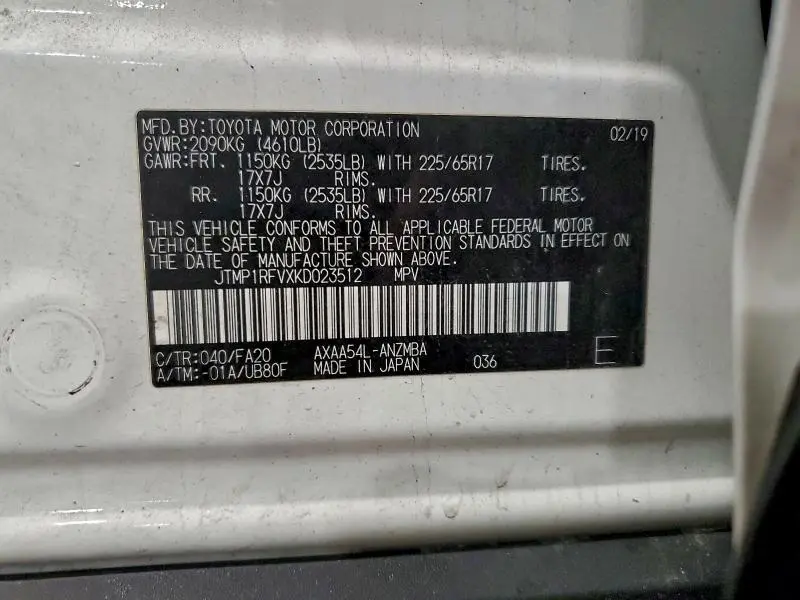 MFD.BY:TOYOTA MOTOR CORPORATION 02/19
GVWR:2090KG (4610LB)
GAWR:FRT. 1150KG (2535LB) WITH 225/65R17 TIRES.
17X7J RIMS.
RR. 1150KG (2535LB) WITH 225/65R17 TIRES.
17X7J RIMS.
THIS VEHICLE CONFORMS TO ALL APPLICABLE FEDERAL MOTOR
VEHICLE SAFETY AND THEFT PREVENTION STANDARDS IN EFFECT ON
THE DATE OF MANUFACTURE SHOWN ABOVE.
JTMP1RFVXKD023512 MPV
C/TR:040/FA20 AXAA54L-ANZMBA E
A/TM:-01A/UB80F MADE IN JAPAN 036